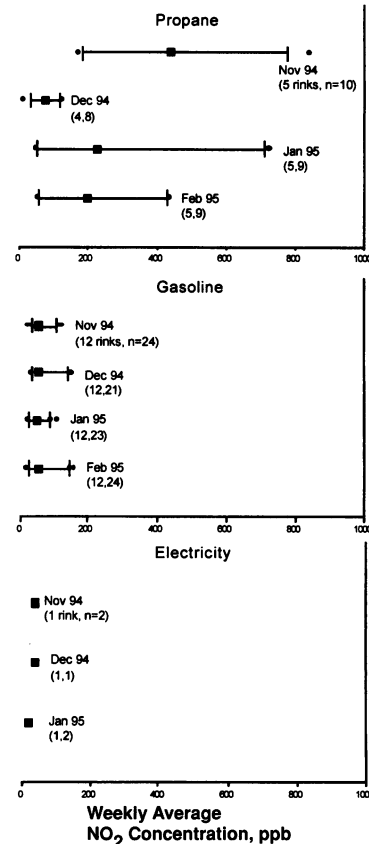 Propane
Nov 94
(5 rinks, n=10)
Dec 94
(4,8)
Jan 95
(5,9)
Feb 95
(5,9)
0 200 400 600 800 1000
Gasoline
Nov 94
(12 rinks, n=24)
Dec 94
(12,21)
Jan 95
(12,23)
Feb 95
(12,24)
0 200 400 600 800 100
Electricity
Nov 94
(1 rink, n=2)
Dec 94
(1,1)
Jan 95
(1,2)
0 200 400 600 800 100
Weekly Average
NO₂ Concentration, ppb